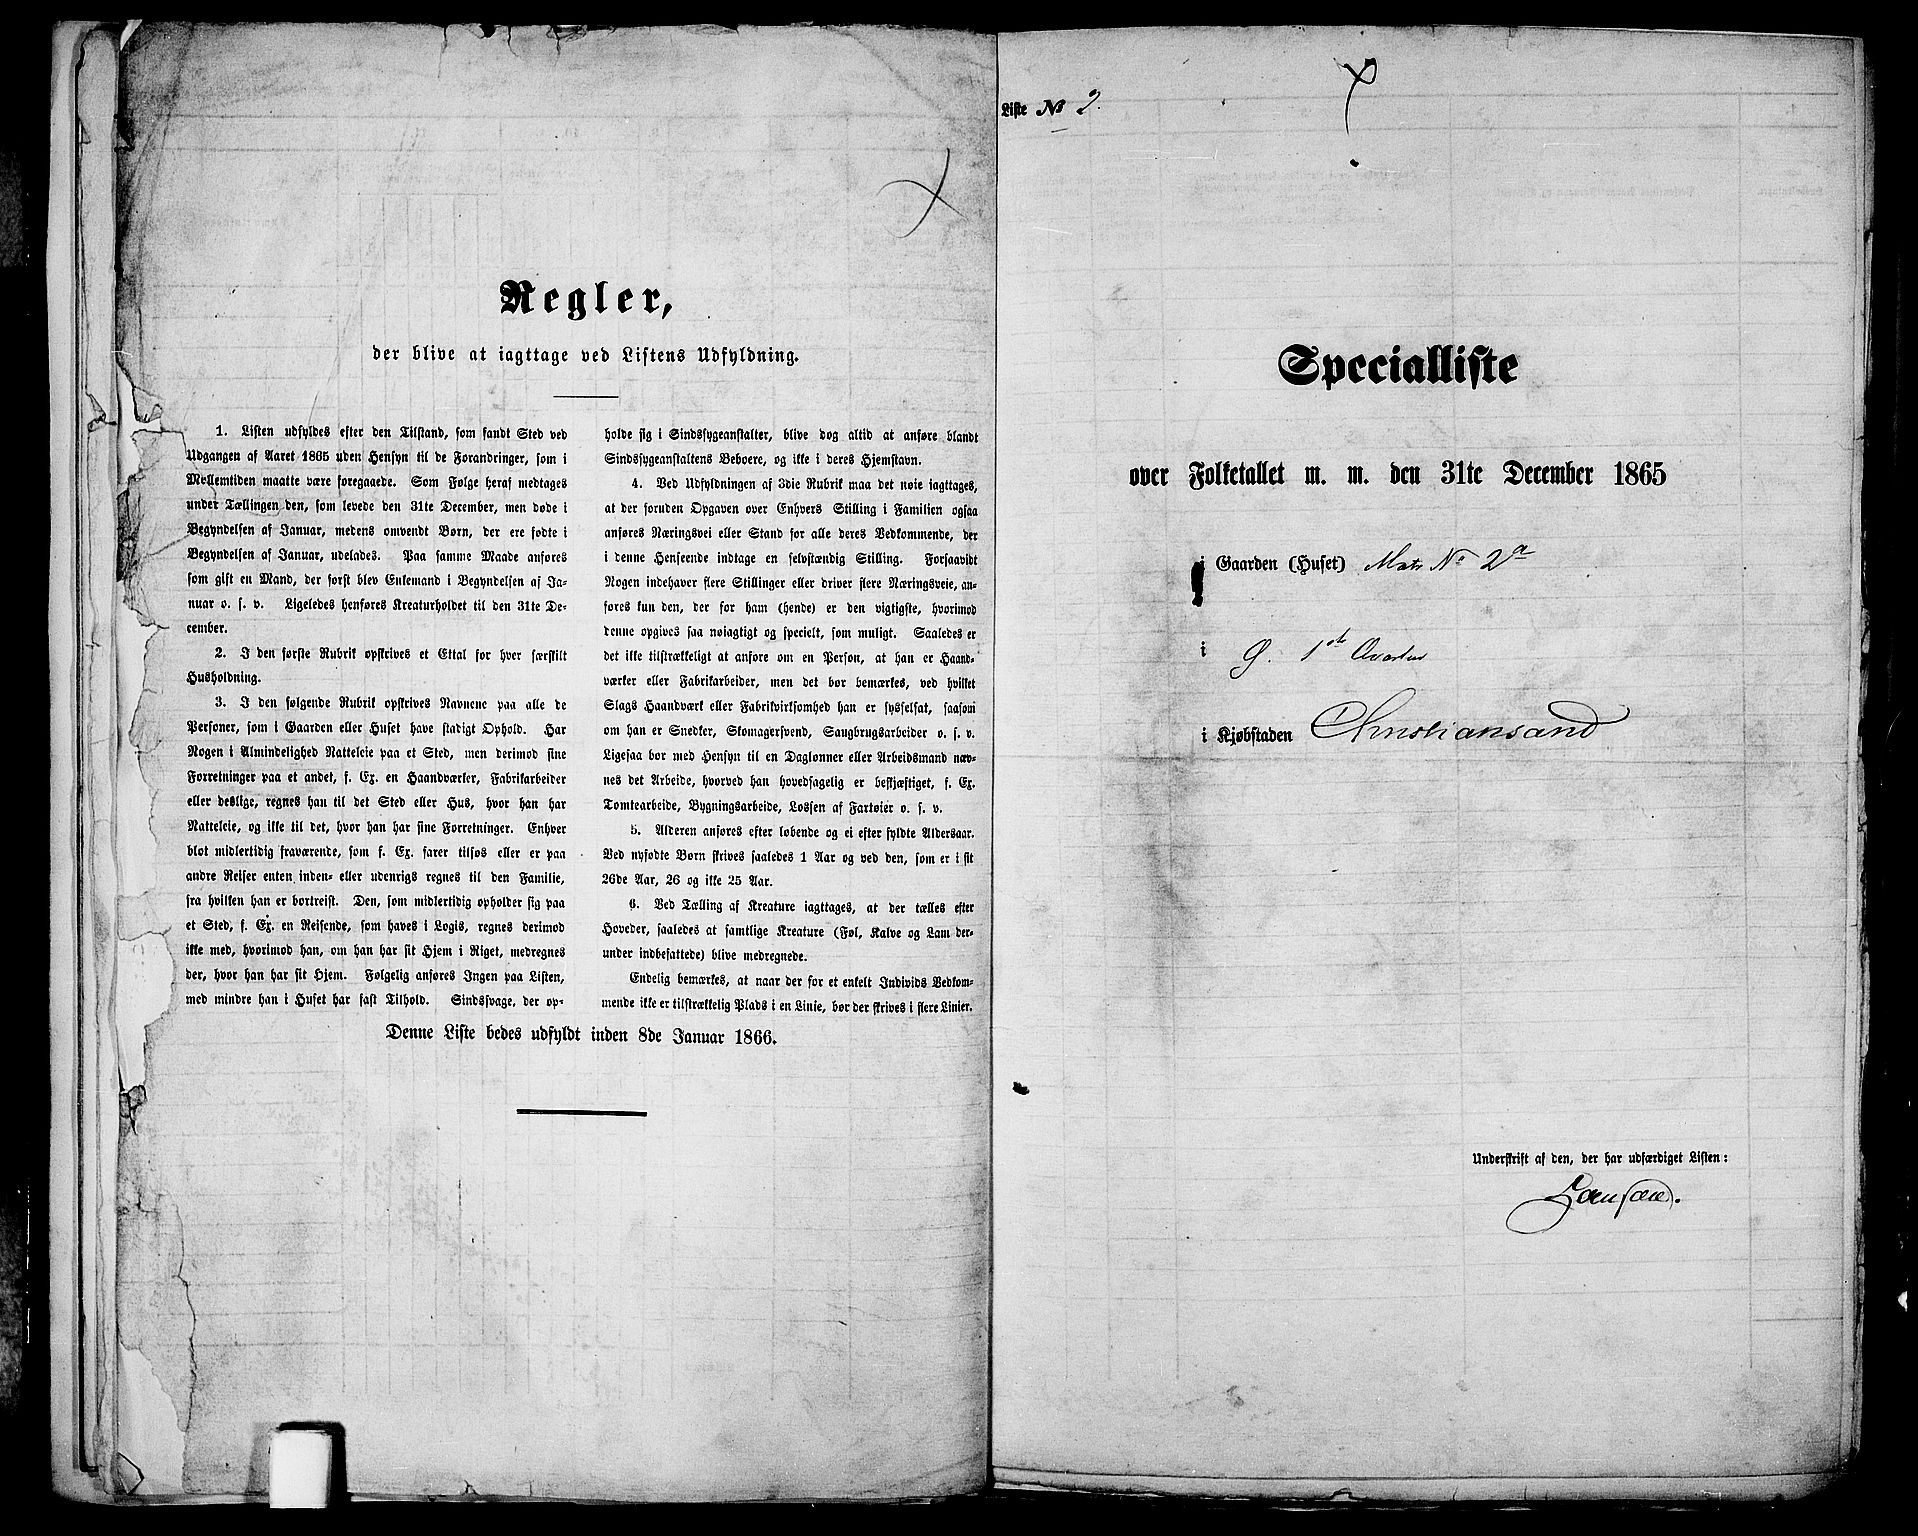 Regler,
der blive at iagttage ved Listens Udfyldning.
1. Listen udfyldes efter den Tilstand, som fandt Sted ved
Udgangen af Aaret 1865 uden Hensyn til de Forandringer, som i
Mellemtiden maatte være foregaaede. Som Følge heraf medtages
under Tællingen den, som levede den 31te December, men døde i
Begyndelsen af Januar, medens omvendt Børn, der ere fødte i
Begyndelsen af Januar, udelades. Paa samme Maade anføres
som gift en Mand, der først blev Enkemand i Begyndelsen af Ja-
nuar o. s. v. Ligeledes henføres Kreaturholdet til den 31te De-
cember.
2. I den første Rubrik opskrives et Ettal for hver særskilt
Husholdning.
3. I den følgende Rubrik opskrives Navnene paa alle de
Personer, som i Gaarden eller Huset have stadigt Ophold. Har
Nogen i Almindelighed Natteleie paa et Sted, men derimod sine
Forretninger paa et andet, f. Ex. en Haandværker, Fabrikarbeider
eller deslige, regnes han til det Sted eller Hus, hvor han har
Natteleie, og ikke til det, hvor han har sine Forretninger. Enhver
blot midlertidig fraværende, som f. Ex. farer tilsøs eller er paa
andre Reiser enten inden- eller udenrigs regnes til den Familie,
fra hvilken han er bortreist. Den, som midlertidig opholder sig paa
et Sted, f. Ex. en Reisende, som haves i Logis, regnes derimod
ikke med, hvorimod han, om han har sit Hjem i Riget, medregnes
der, hvor han har sit Hjem. Følgelig anføres Ingen paa Listen,
med mindre han i Huset har fast Tilhold. Sindssvage, der op-
holde sig i Sindssygeanstalter, blive dog altid at anføre blandt
Sindssygeanstaltens Beboere, og ikke i deres Hjemstavn.
4. Ved Udfyldningen af 3die Rubrik maa det nøie iagttages,
at der foruden Opgaven over Enhvers Stilling i Familien ogsaa
anføres Næringsvei eller Stand for alle deres Vedkommende, der
i denne Henseende indtage en selvstændig Stilling. Forsaavidt
Nogen indehaver flere Stillinger eller driver flere Næringsveie, an-
føres kun den, der for ham (hende) er den vigtigste, hvorimod
denne opgives saa nøiagtigt og specielt, som muligt. Saaledes er
det ikke tilstrækkeligt at anføre om en Person, at han er Haand-
værker eller Fabrikarbeider, men det bør bemærkes, ved hvilket
Slags Haandværk eller Fabrikvirksomhed han er sysselsat, saasom
om han er Snedker, Skomagersvend, Saugbrugsarbeider o. s. v.
Ligesaa bør med Hensyn til en Daglønner eller Arbeidsmand næv-
nes det Arbeide, hvorved han hovedsagelig er beskjæftiget, f. Ex.
Tomtearbeide, Bygningsarbeide, Lossen af Fartøier o. s. v.
5. Alderen anføres efter løbende og ei efter fyldte Aldersaar.
Ved nyfødte Børn skrives saaledes 1 Aar og ved den, som er i sit
26de Aar, 26 og ikke 25 Aar.
6. Ved Tælling af Kreature iagttages, at der tælles efter
Hoveder, saaledes at samtlige Kreature (Føl, Kalve og Lam der-
under indbefattede) blive medregnede.
Endelig bemærkes, at naar der for et enkelt Individs Vedkom-
mende ikke er tilstrækkelig Plads i en Linie, bør der skrives i flere Linier.
Denne Liste bedes udfyldt inden 8de Januar 1866.
Liste No 2.
Specialliste
over Folketallet m. m. den 31te December 1865
i Gaarden (Huset) Mats No 2a
i 1ste Qvarter
i Kjøbstaden Christianssand
Underskrift af den, der har udfærdiget Listen: